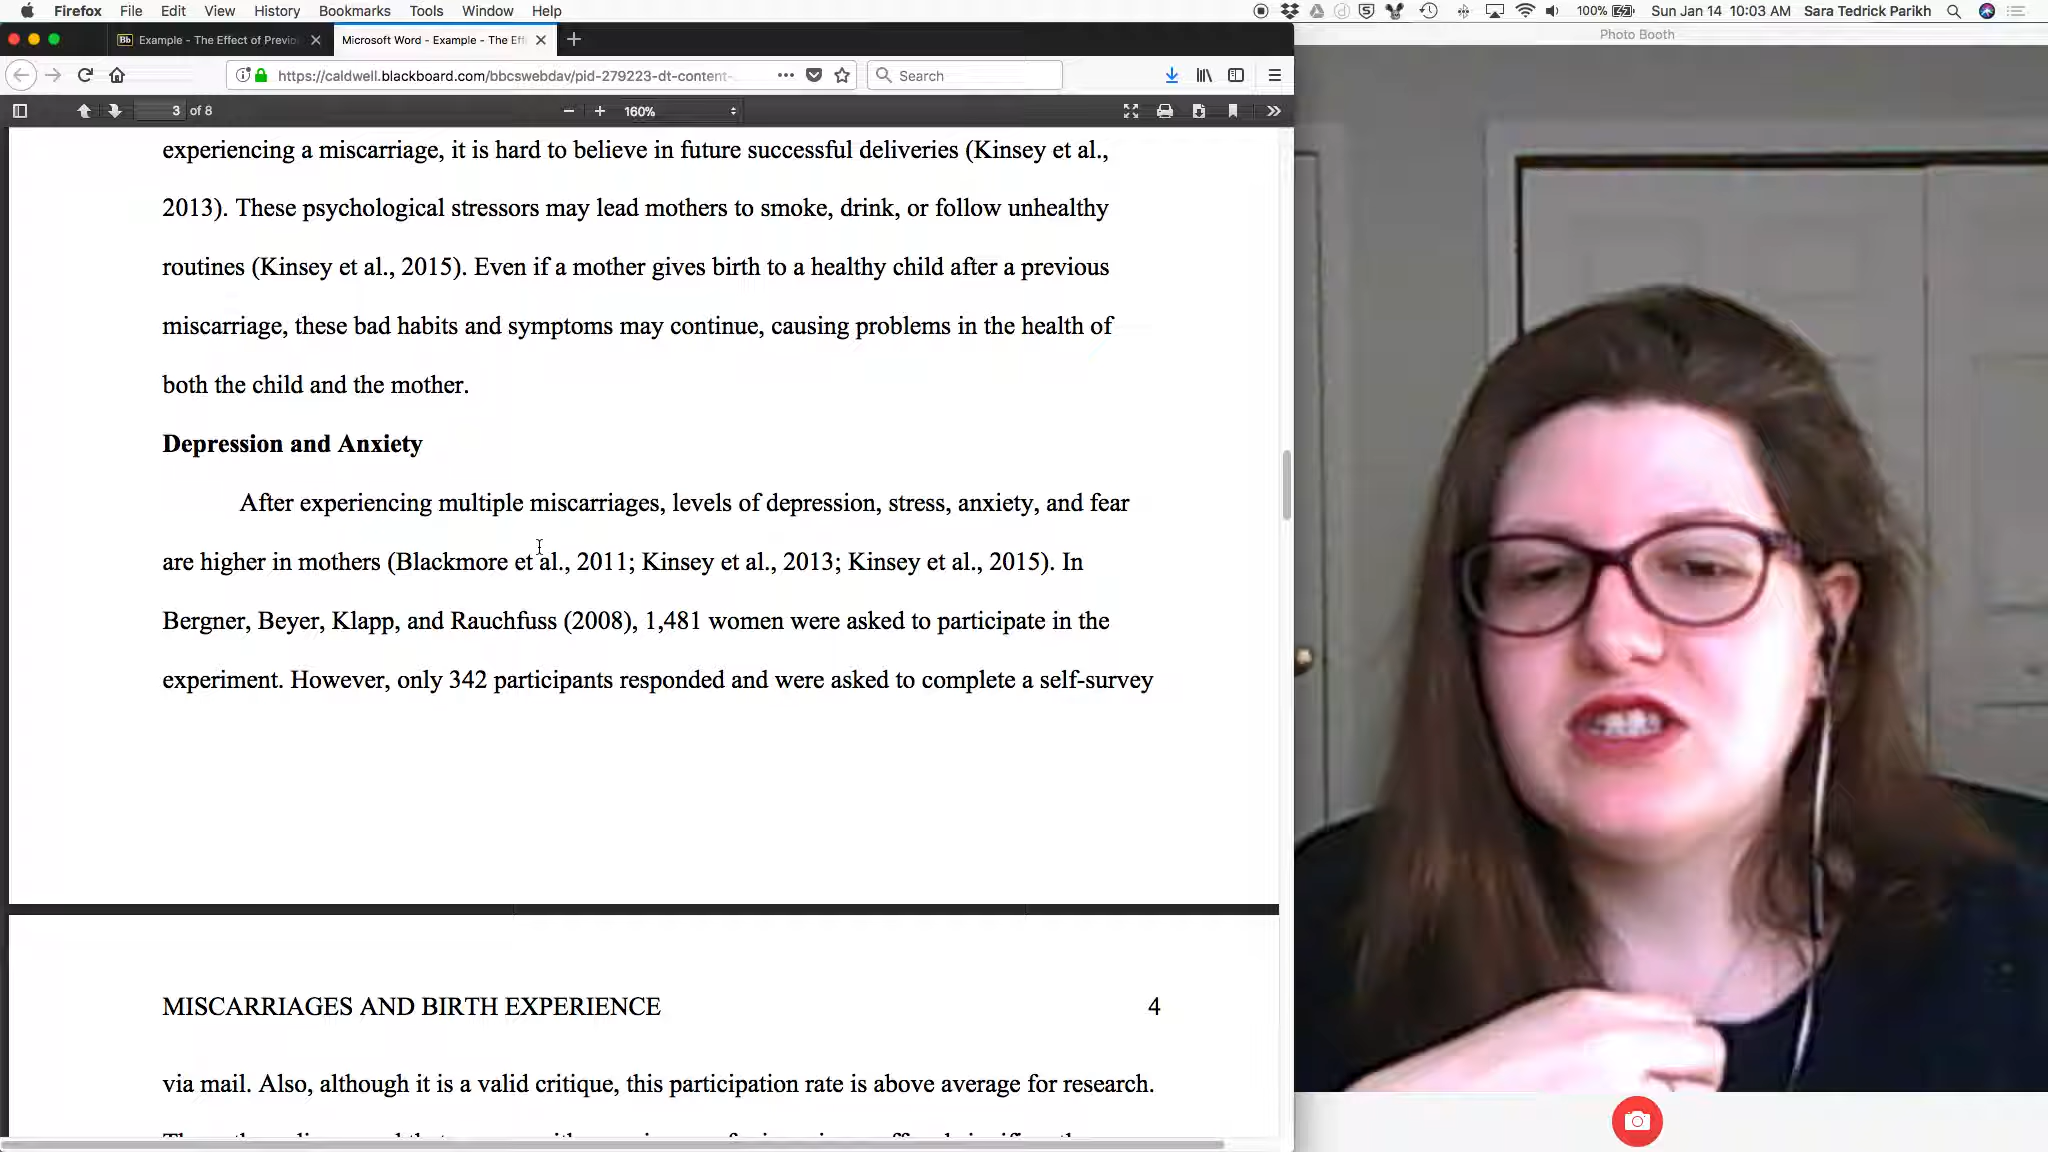 Firefox File Edit View History Bookmarks Tools Window Help 100% Sun Jan 14 10:03 AM Sara Tedrick Parikh
Photo Booth
Bb Example - The Effect of Previo
Microsoft Word - Example - The Eff
https://caldwell.blackboard.com/bbcswebdav/pid-279223-dt-content-
Search
3 of 8
160%
experiencing a miscarriage, it is hard to believe in future successful deliveries (Kinsey et al.,
2013). These psychological stressors may lead mothers to smoke, drink, or follow unhealthy
routines (Kinsey et al., 2015). Even if a mother gives birth to a healthy child after a previous
miscarriage, these bad habits and symptoms may continue, causing problems in the health of
both the child and the mother.
Depression and Anxiety
After experiencing multiple miscarriages, levels of depression, stress, anxiety, and fear
are higher in mothers (Blackmore et al., 2011; Kinsey et al., 2013; Kinsey et al., 2015). In
Bergner, Beyer, Klapp, and Rauchfuss (2008), 1,481 women were asked to participate in the
experiment. However, only 342 participants responded and were asked to complete a self-survey
MISCARRIAGES AND BIRTH EXPERIENCE 4
via mail. Also, although it is a valid critique, this participation rate is above average for research.